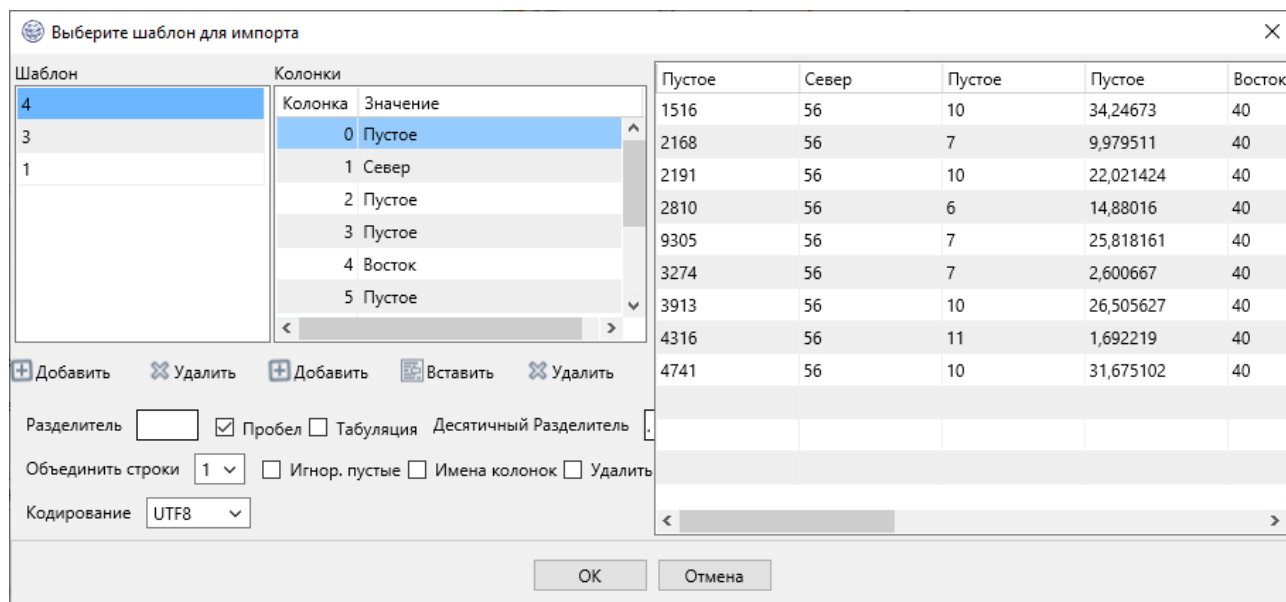 Выберите шаблон для импорта
Шаблон
4
3
1
Колонки
Колонка Значение
0 Пустое
1 Север
2 Пустое
3 Пустое
4 Восток
5 Пустое
Добавить Удалить Добавить Вставить Удалить
Разделитель Пробел Табуляция Десятичный Разделитель .
Объединить строки 1 Игнор. пустые Имена колонок Удалить
Кодирование UTF8
Пустое Север Пустое Пустое Восток
1516 56 10 34,24673 40
2168 56 7 9,979511 40
2191 56 10 22,021424 40
2810 56 6 14,88016 40
9305 56 7 25,818161 40
3274 56 7 2,600667 40
3913 56 10 26,505627 40
4316 56 11 1,692219 40
4741 56 10 31,675102 40
OK Отмена